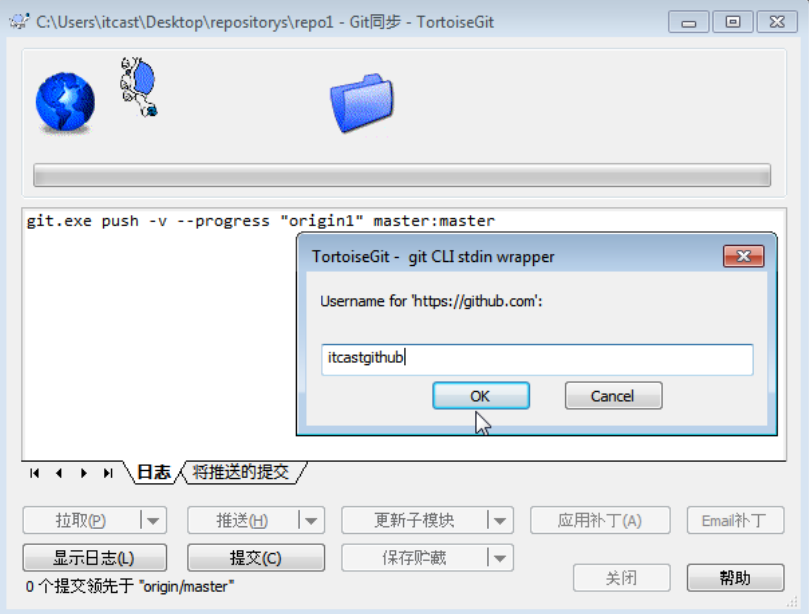 C:\Users\itcast\Desktop\repositorys\repo1 - Git同步 - TortoiseGit
git.exe push -v --progress "origin1" master:master
TortoiseGit - git CLI stdin wrapper
Username for 'https://github.com':
itcastgithub
OK Cancel
日志 将推送的提交
拉取(P) 推送(H) 更新子模块 应用补丁(A) Email补丁
显示日志(L) 提交(C) 保存贮藏
关闭 帮助
0 个提交领先于 "origin/master"